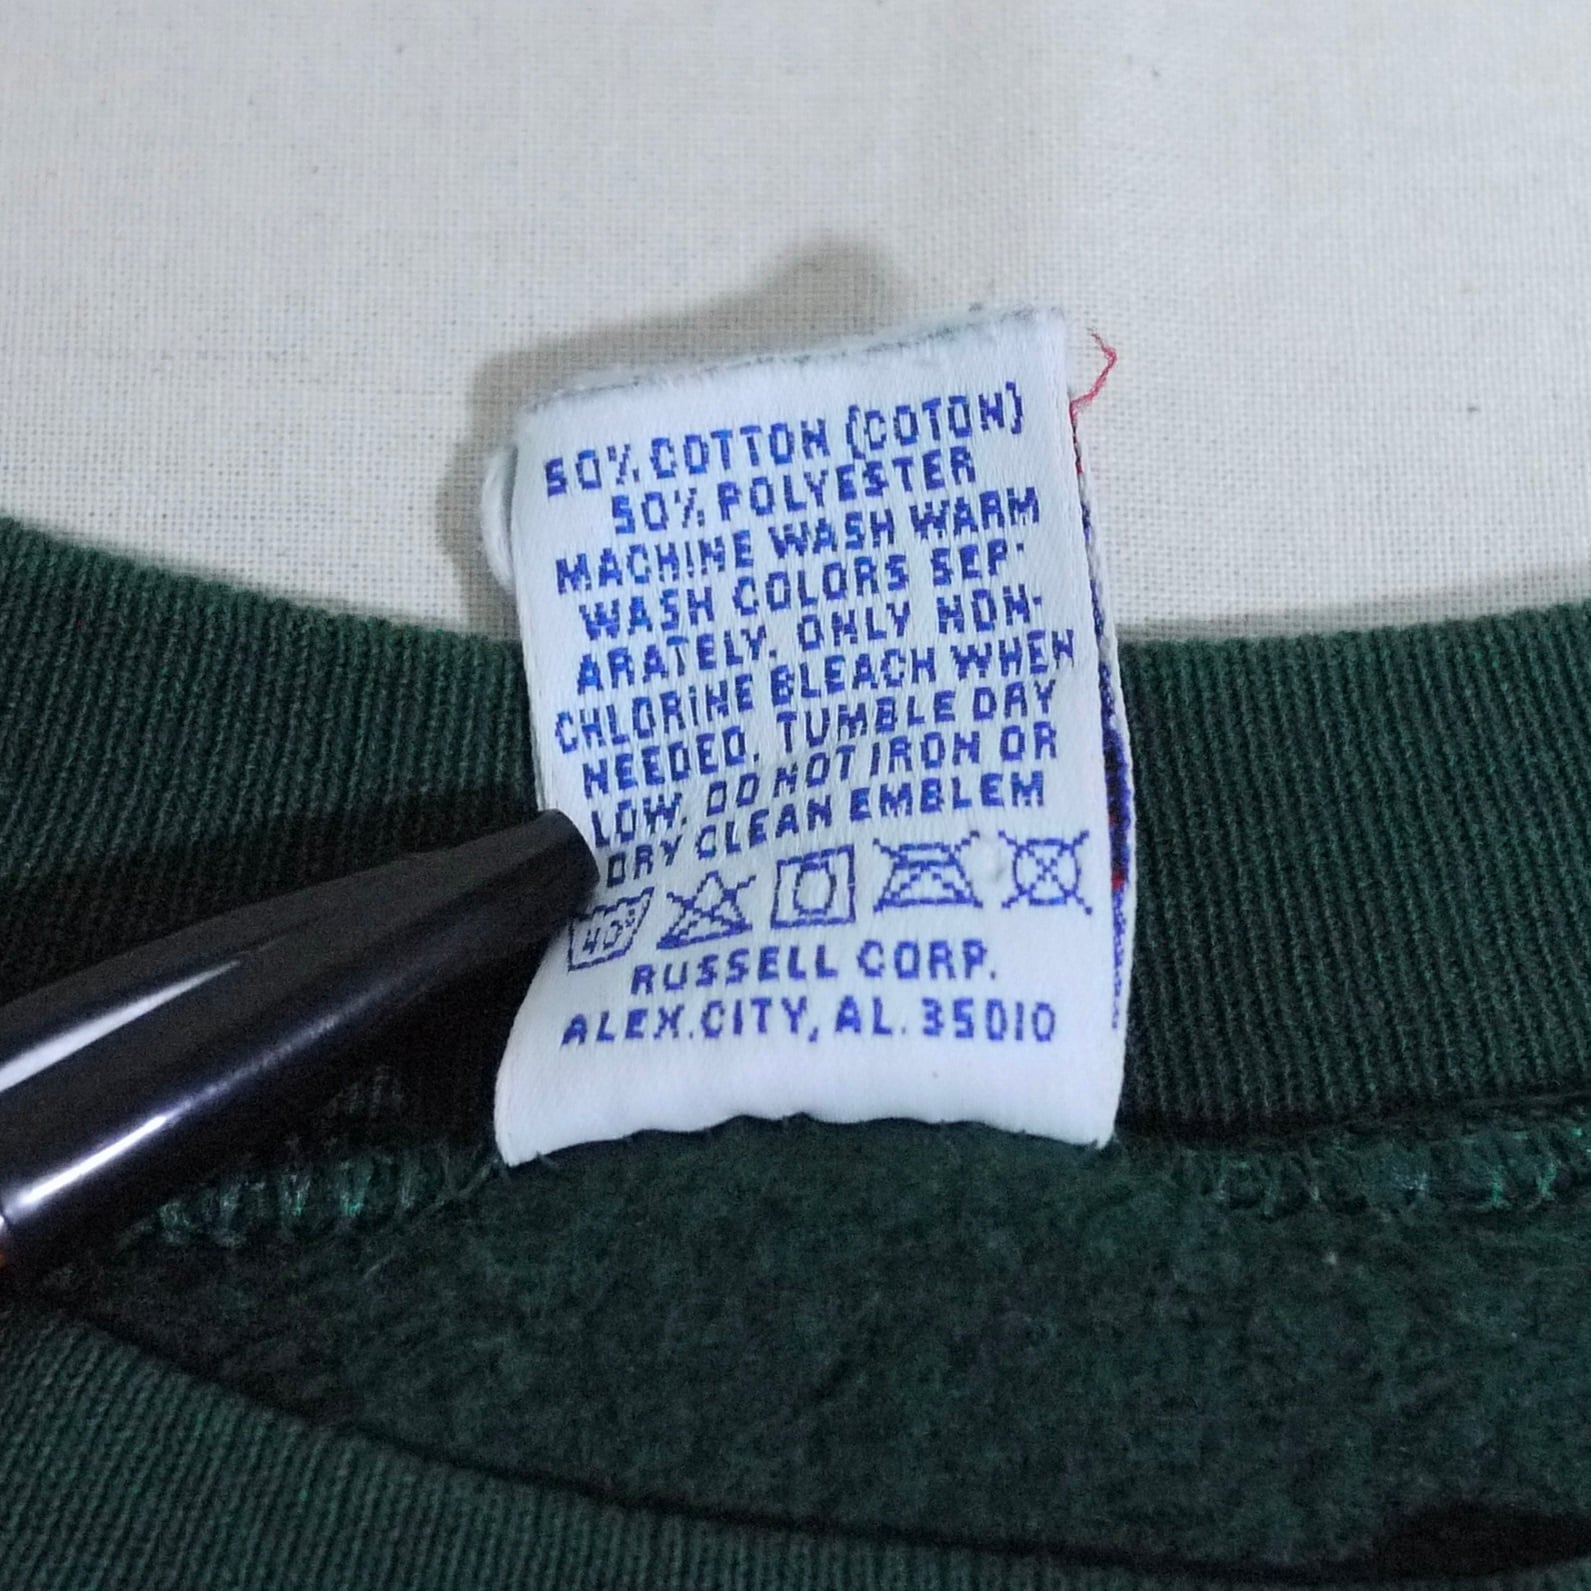 50% COTTON (COTON)
50% POLYESTER
MACHINE WASH WARM
WASH COLORS SEP-
ARATELY. ONLY NON-
CHLORINE BLEACH WHEN
NEEDED. TUMBLE DRY
LOW. DO NOT IRON OR
DRY CLEAN EMBLEM
40°
RUSSELL CORP.
ALEX.CITY, AL. 35010